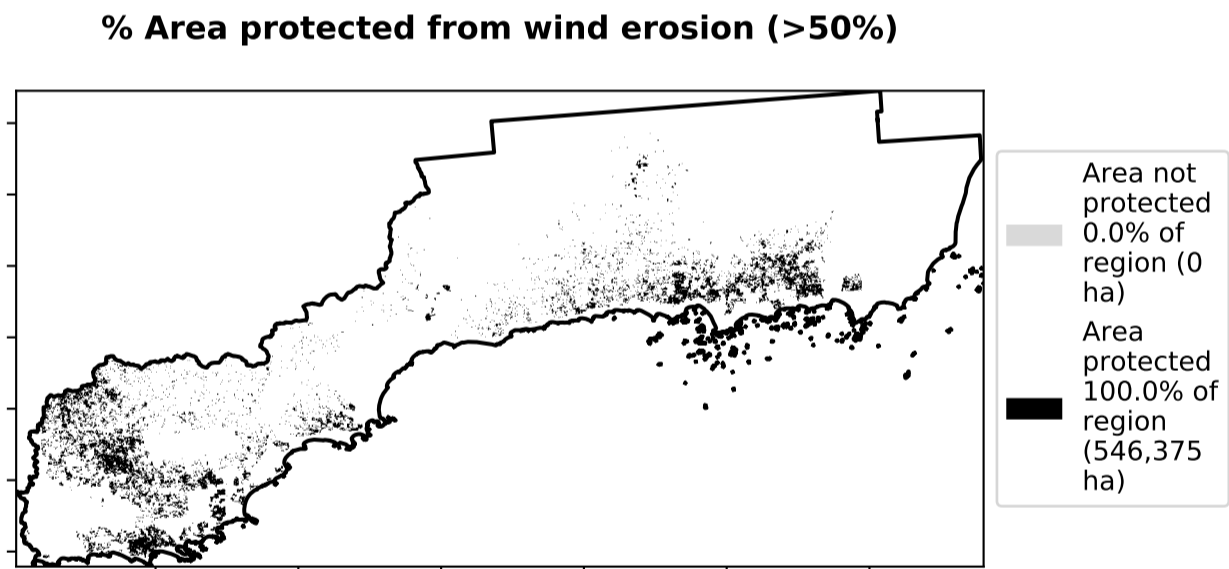 % Area protected from wind erosion (>50%)
Area not
protected
0.0% of
region (0
ha)
Area
protected
100.0% of
region
(546,375
ha)